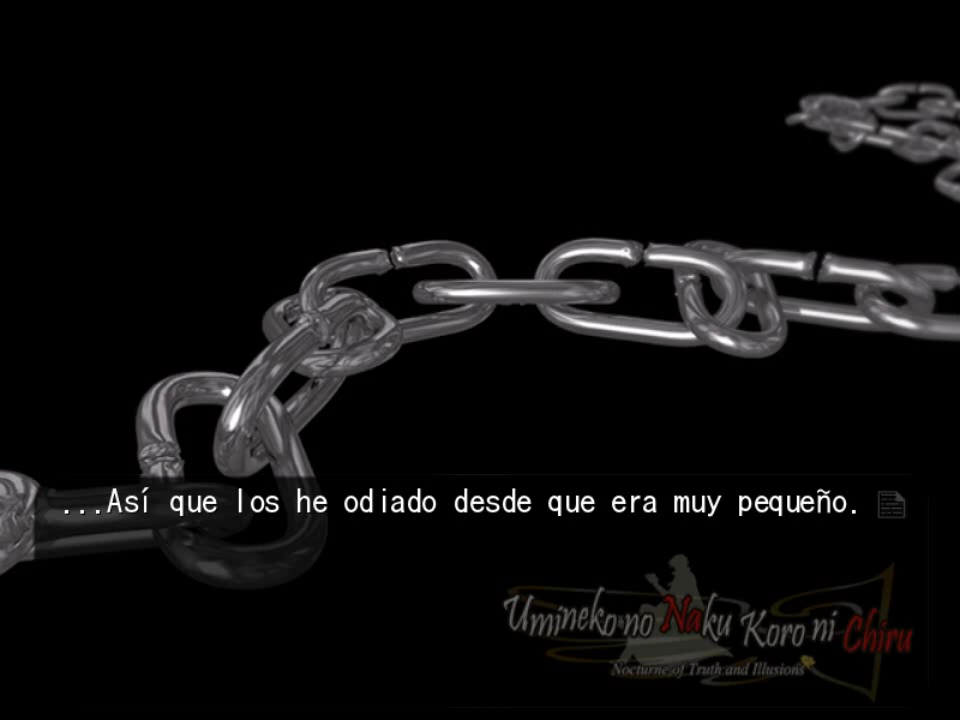 ...Así que los he odiado desde que era muy pequeño.
Umineko no Naku Koro ni Chiru
Nocturne of Truth and Illusions